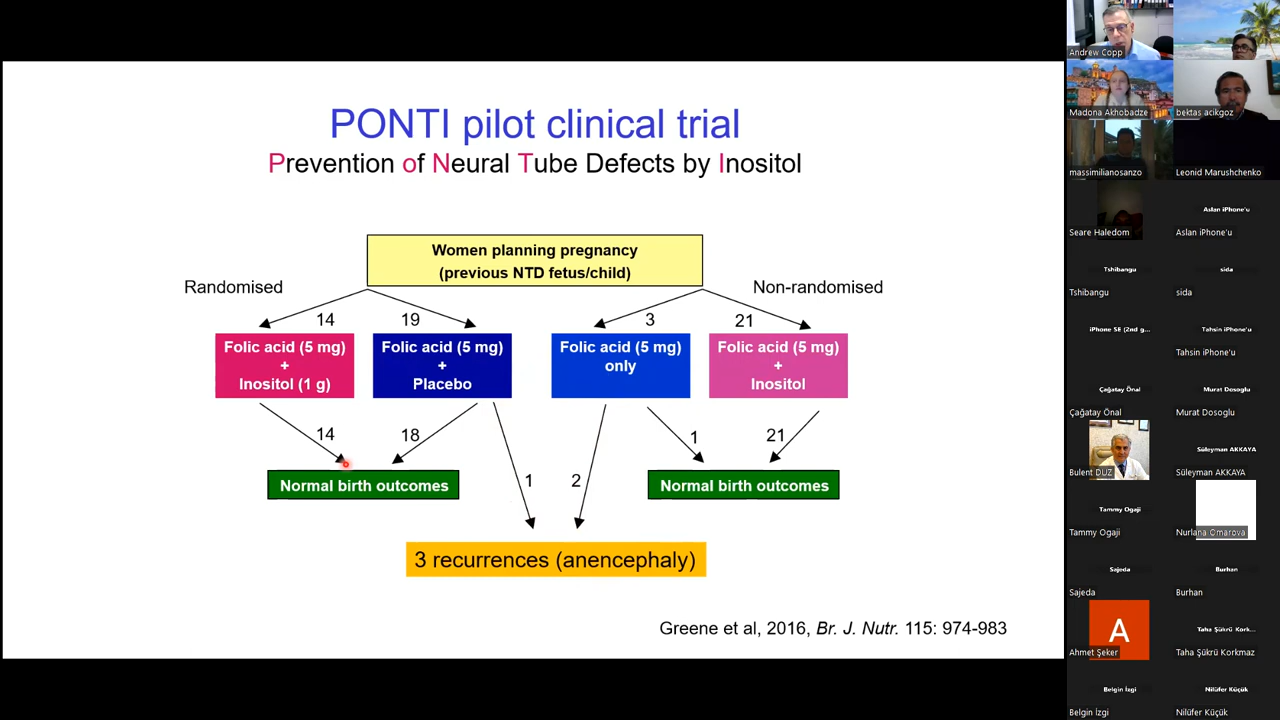 PONTI pilot clinical trial
Prevention of Neural Tube Defects by Inositol
Women planning pregnancy
(previous NTD fetus/child)
Randomised
Non-randomised
14
19
3
21
Folic acid (5 mg)
+
Inositol (1 g)
Folic acid (5 mg)
+
Placebo
Folic acid (5 mg)
only
Folic acid (5 mg)
+
Inositol
14
18
1
21
1
2
Normal birth outcomes
Normal birth outcomes
3 recurrences (anencephaly)
Greene et al, 2016, Br. J. Nutr. 115: 974-983
Andrew Copp
Madona Akhobadze
bektas acikgoz
massimilianosanzo
Leonid Marushchenko
Seare Haledom
Aslan iPhone'u
Aslan iPhone'u
Tshibangu
Tshibangu
sida
sida
iPhone SE (2nd g...
Tahsin iPhone'u
Tahsin iPhone'u
Çağatay Önal
Çağatay Önal
Murat Dosoglu
Murat Dosoglu
Bulent DUZ
Süleyman AKKAYA
Süleyman AKKAYA
Tammy Ogaji
Tammy Ogaji
Nurlana Omarova
Sajeda
Sajeda
Burhan
Burhan
A
Ahmet Şeker
Taha Şükrü Kork...
Taha Şükrü Korkmaz
Belgin İzgi
Belgin İzgi
Nilüfer Küçük
Nilüfer Küçük